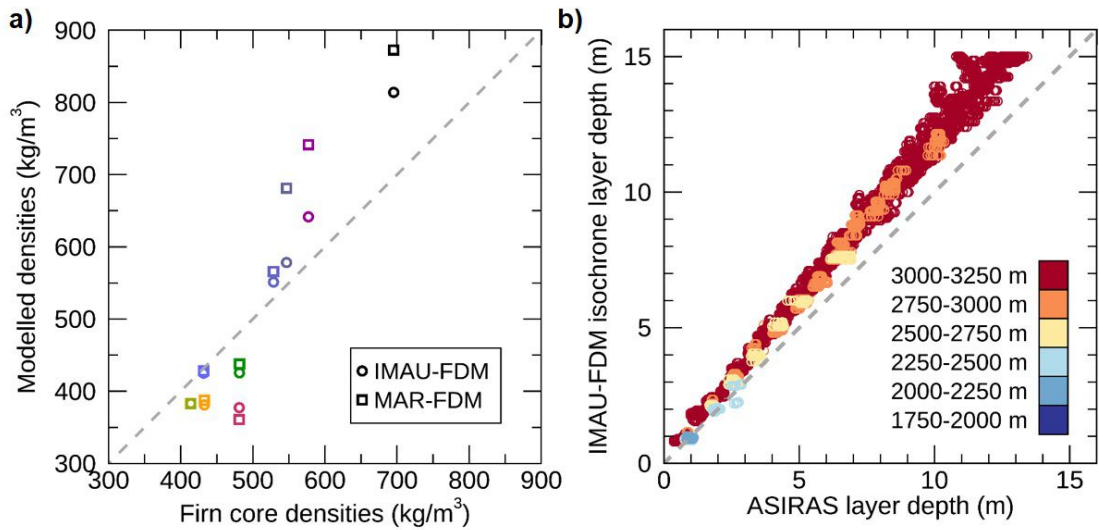 a)
Modelled densities (kg/m³)
900
800
700
600
500
400
300
300 400 500 600 700 800 900
Firn core densities (kg/m³)
IMAU-FDM
MAR-FDM
b)
IMAU-FDM isochrone layer depth (m)
15
10
5
0
0 5 10 15
ASIRAS layer depth (m)
3000-3250 m
2750-3000 m
2500-2750 m
2250-2500 m
2000-2250 m
1750-2000 m